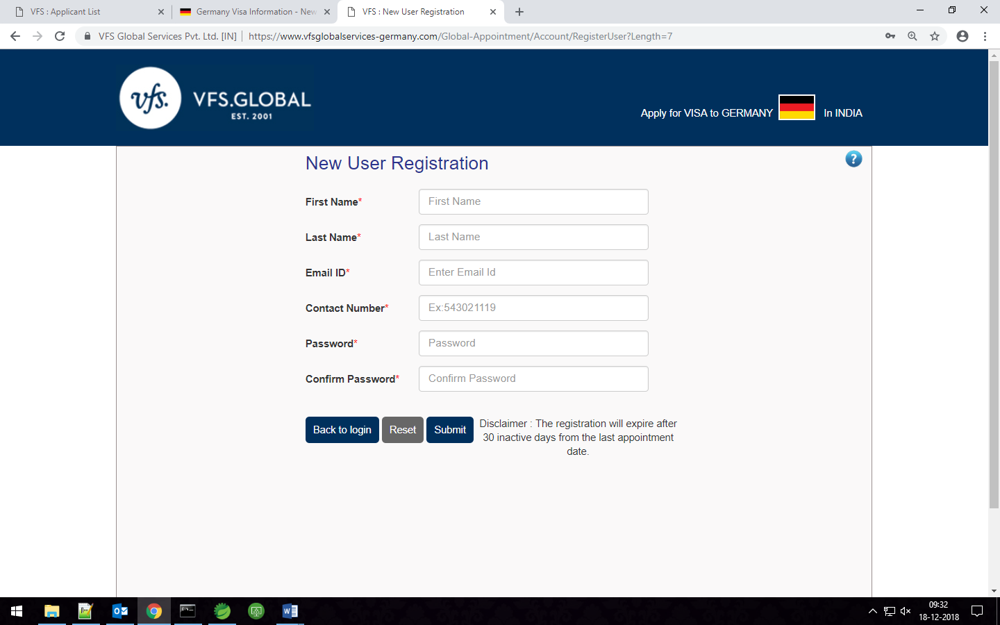 VFS : Applicant List
Germany Visa Information - New
VFS : New User Registration
VFS Global Services Pvt. Ltd. [IN]
https://www.vfsglobalservices-germany.com/Global-Appointment/Account/RegisterUser?Length=7
vfs.
VFS.GLOBAL
EST. 2001
Apply for VISA to GERMANY
In INDIA
New User Registration
?
First Name*
First Name
Last Name*
Last Name
Email ID*
Enter Email Id
Contact Number*
Ex:543021119
Password*
Password
Confirm Password*
Confirm Password
Back to login
Reset
Submit
Disclaimer : The registration will expire after
30 inactive days from the last appointment
date.
09:32
18-12-2018